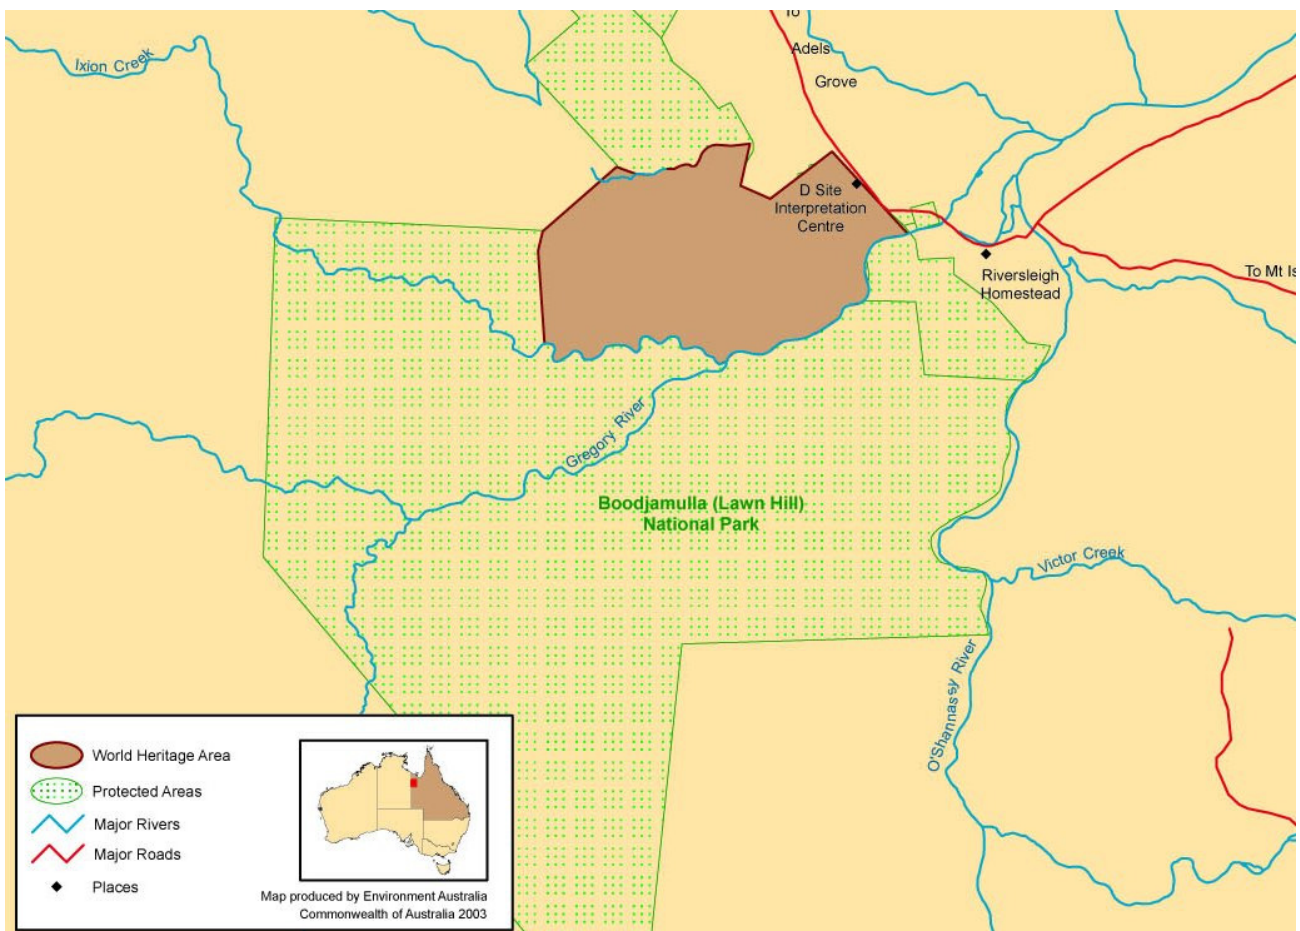 To
Adels
Grove
Ixion Creek
D Site
Interpretation
Centre
Riversleigh
Homestead
To Mt Is
Gregory River
Boodjamulla (Lawn Hill)
National Park
Victor Creek
O'Shannassy River
World Heritage Area
Protected Areas
Major Rivers
Major Roads
Places
Map produced by Environment Australia
Commonwealth of Australia 2003